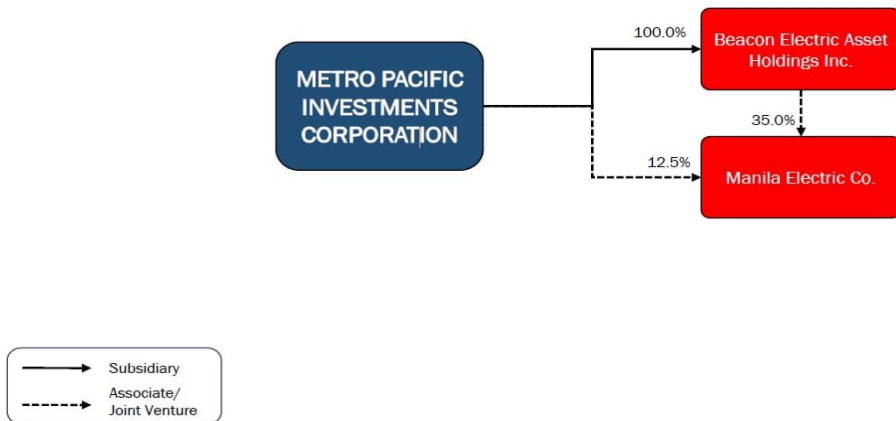 100.0%
Beacon Electric Asset
Holdings Inc.
METRO PACIFIC
INVESTMENTS
CORPORATION
35.0%
12.5%
Manila Electric Co.
Subsidiary
Associate/
Joint Venture